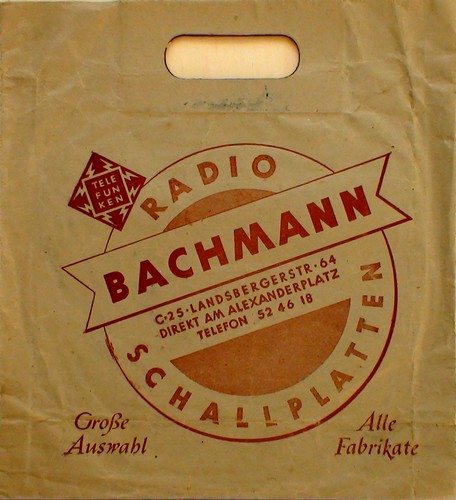 TELE
FUN
KEN
RADIO
BACHMANN
C·25·LANDSBERGERSTR·64
DIREKT AM ALEXANDERPLATZ
TELEFON 52 46 18
SCHALLPLATTEN
Große
Auswahl
Alle
Fabrikate